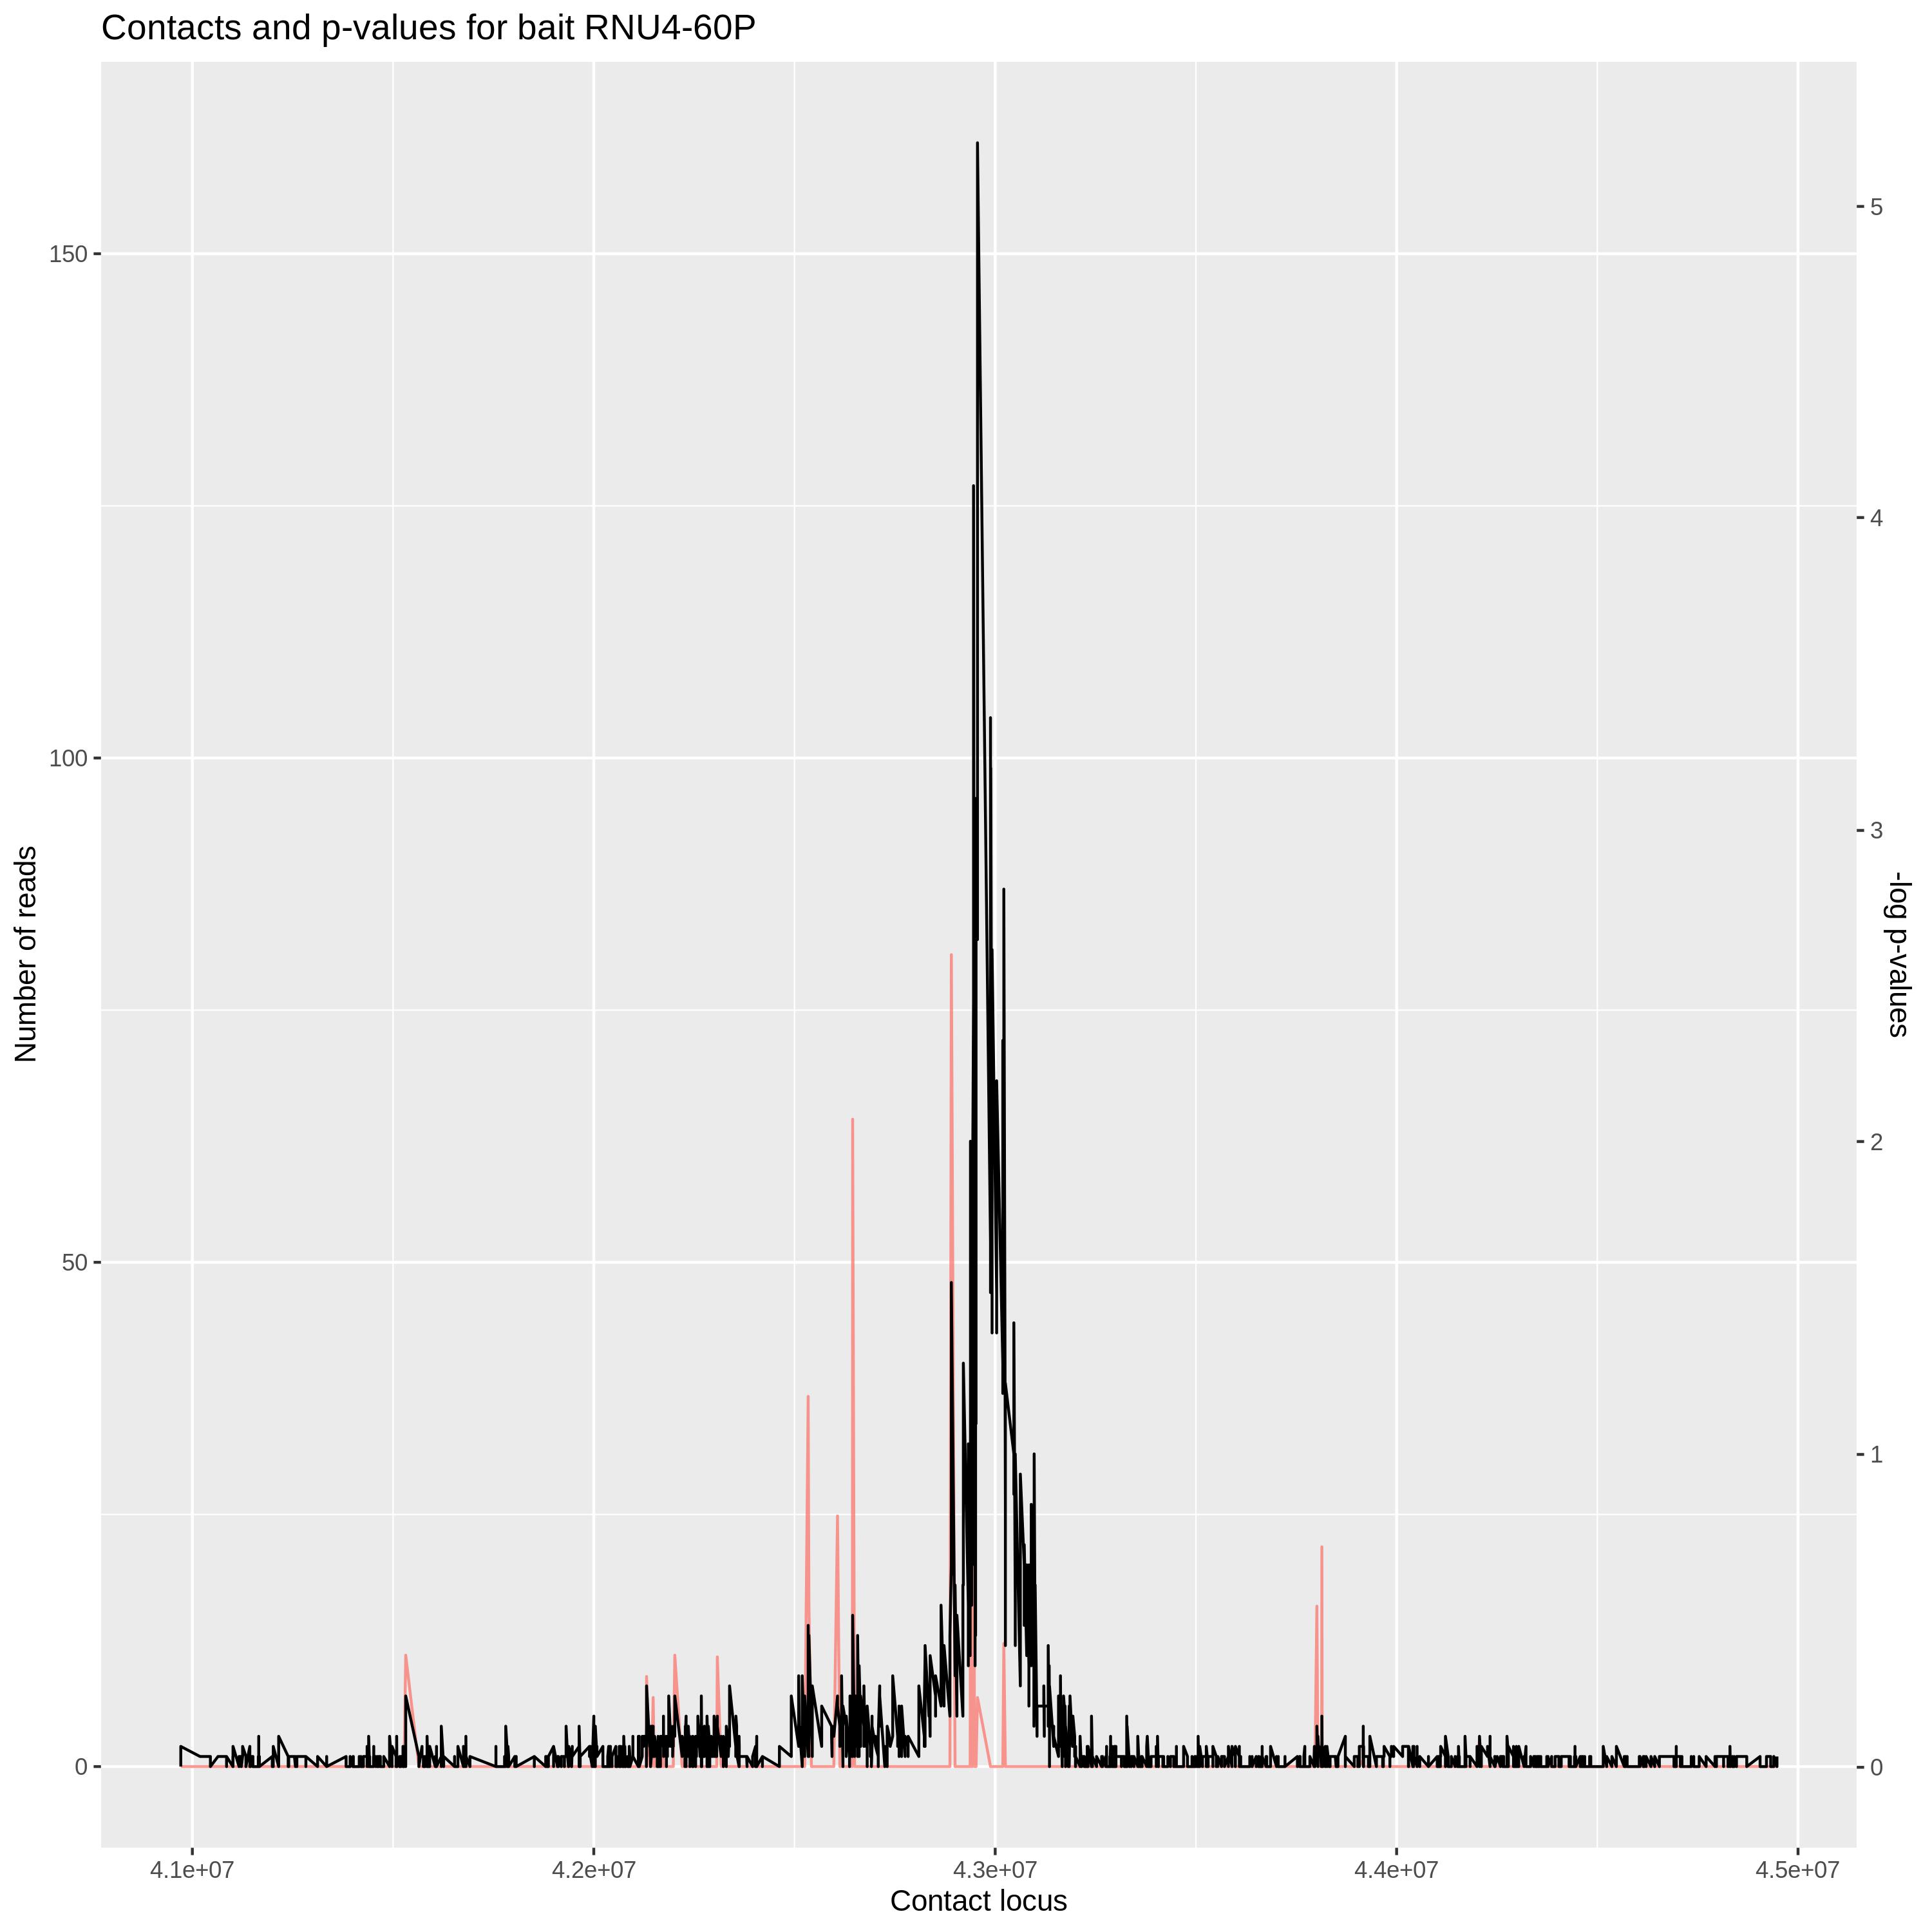 Contacts and p-values for bait RNU4-60P
150
100
50
0
Number of reads
5
4
3
2
1
0
-log p-values
4.1e+07
4.2e+07
4.3e+07
4.4e+07
4.5e+07
Contact locus